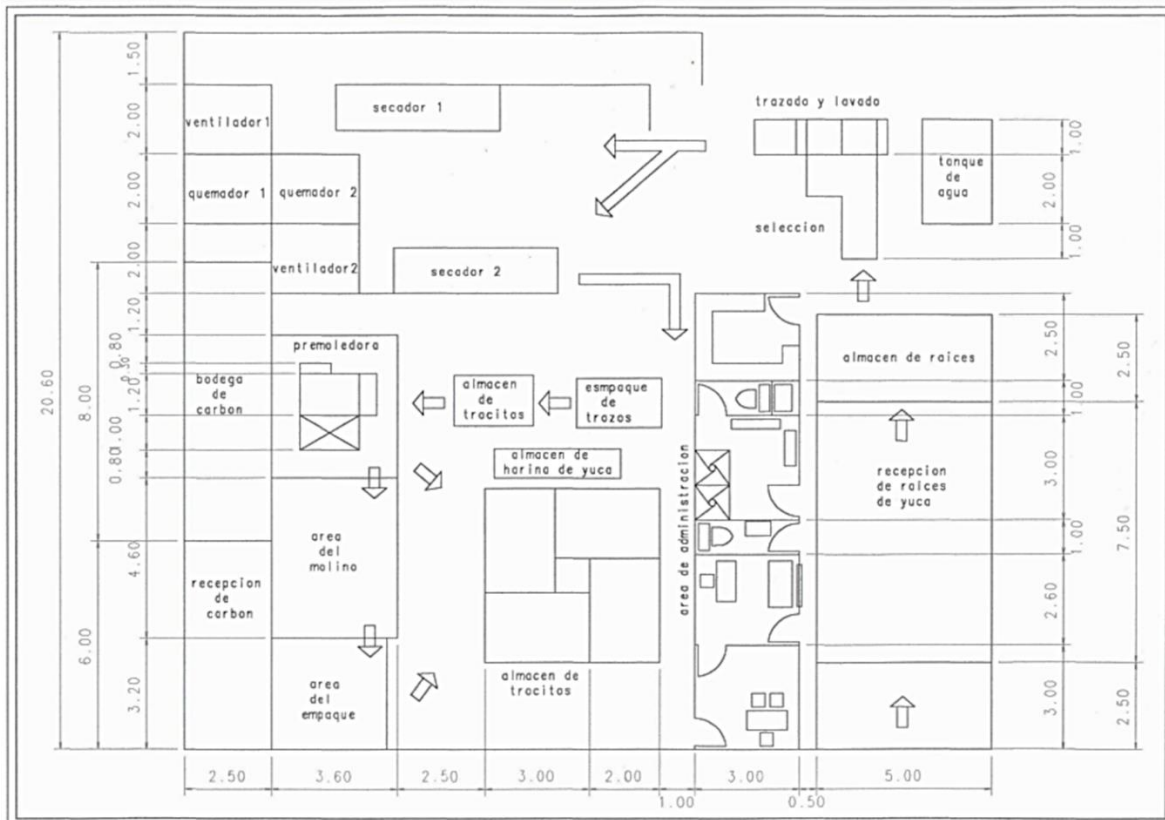 1.50
2.00
2.00
2.00
1.20
0.80
1.20
1.00
0.80
4.60
3.20
20.60
8.00
6.00
ventilador1
secador 1
quemador 1
quemador 2
ventilador2
secador 2
trazado y lavado
tanque
de
agua
seleccion
1.00
2.00
1.00
premoledora
bodega
de
carbon
almacen
de
trocitos
esmpaque
de
trozos
almacen de
harina de yuca
area
del
molino
recepcion
de
carbon
area
del
empaque
almacen de
trocitos
area de administracion
almacen de raices
recepcion
de raices
de yuca
2.50
1.00
3.00
1.00
2.60
3.00
2.50
7.50
2.50
2.50
3.60
2.50
3.00
2.00
1.00
3.00
0.50
5.00